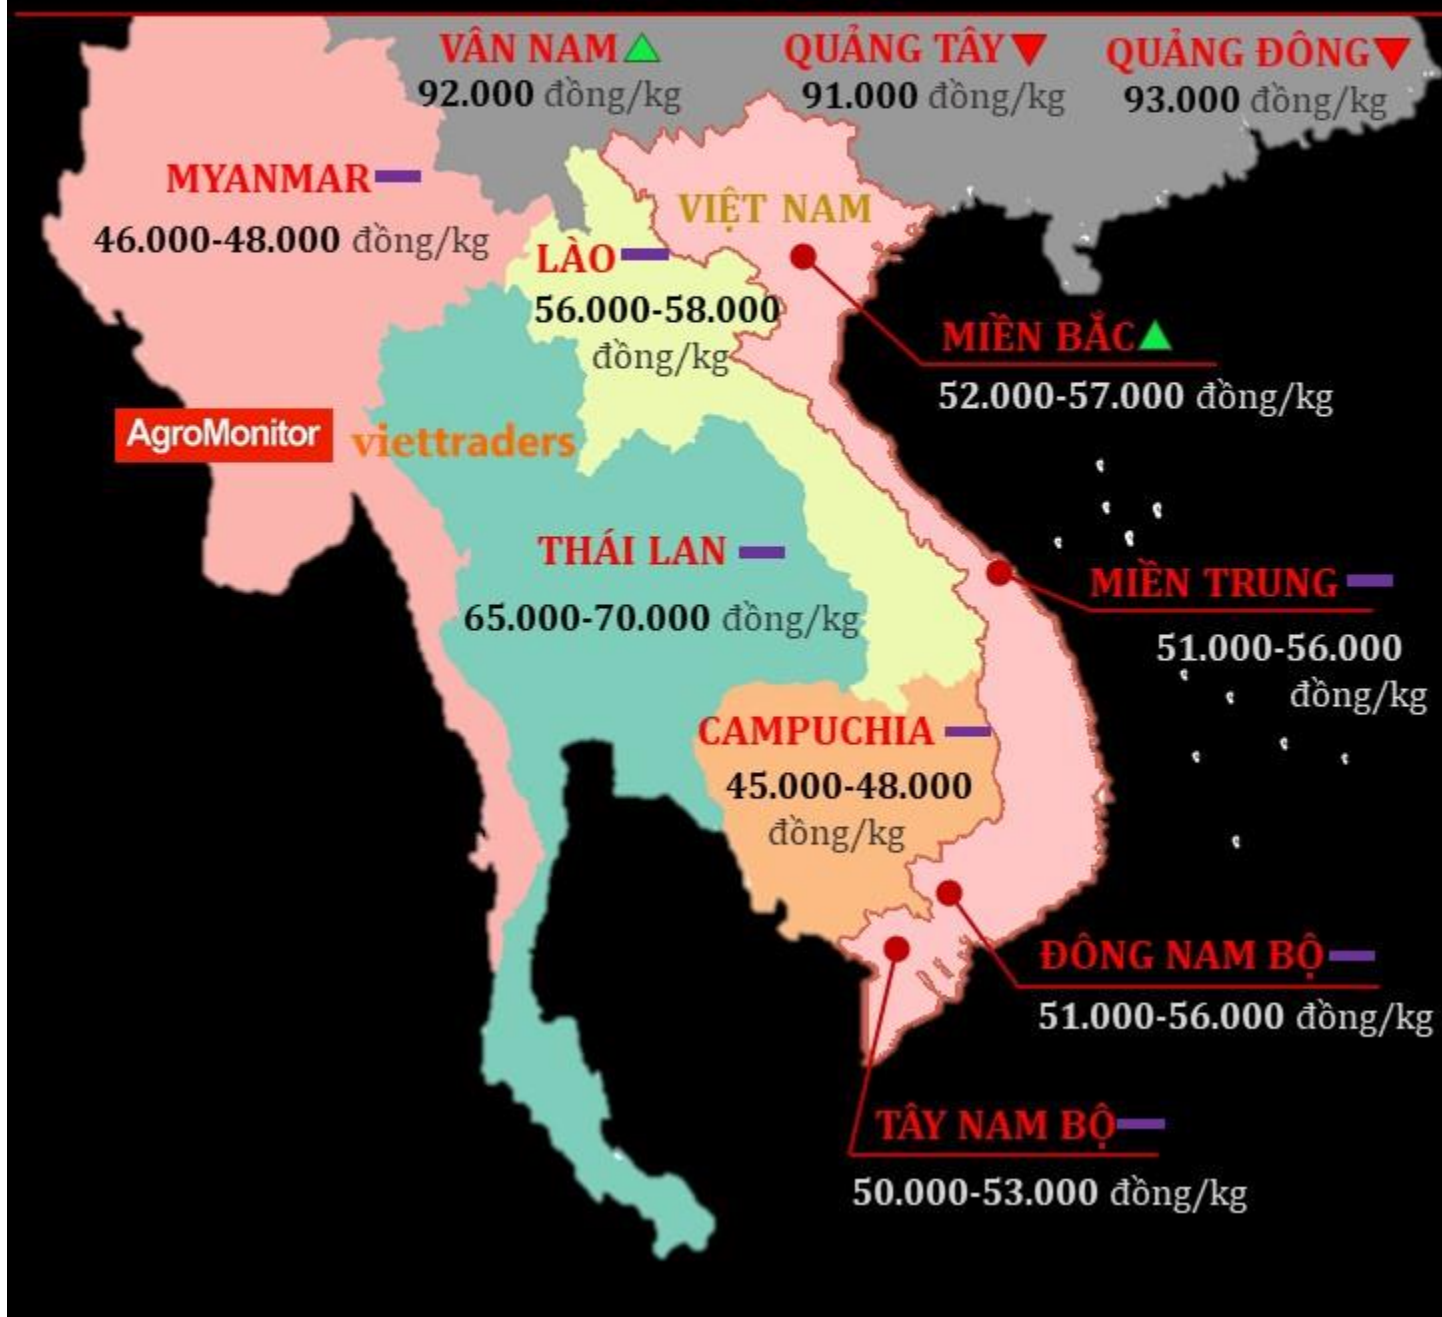 VÂN NAM
92.000 đồng/kg
QUẢNG TÂY
91.000 đồng/kg
QUẢNG ĐÔNG
93.000 đồng/kg
MYANMAR
46.000-48.000 đồng/kg
VIỆT NAM
LÀO
56.000-58.000
đồng/kg
MIỀN BẮC
52.000-57.000 đồng/kg
AgroMonitor
viettraders
THÁI LAN
65.000-70.000 đồng/kg
MIỀN TRUNG
51.000-56.000
đồng/kg
CAMPUCHIA
45.000-48.000
đồng/kg
ĐÔNG NAM BỘ
51.000-56.000 đồng/kg
TÂY NAM BỘ
50.000-53.000 đồng/kg